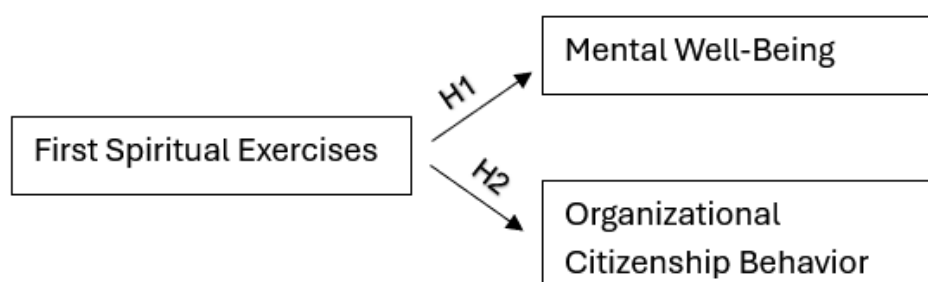 Mental Well-Being
H1
First Spiritual Exercises
H2
Organizational
Citizenship Behavior